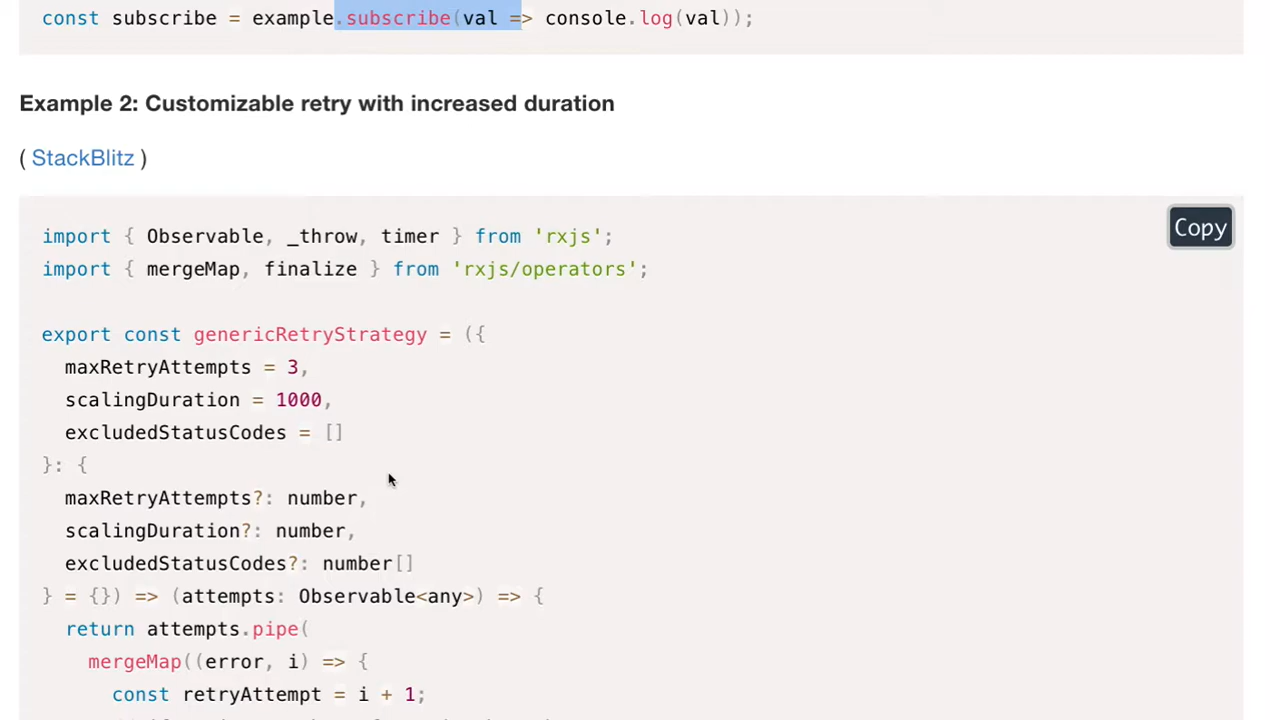 const subscribe = example.subscribe(val => console.log(val));
Example 2: Customizable retry with increased duration
( StackBlitz )
Copy
import { Observable, _throw, timer } from 'rxjs';
import { mergeMap, finalize } from 'rxjs/operators';
export const genericRetryStrategy = ({
maxRetryAttempts = 3,
scalingDuration = 1000,
excludedStatusCodes = []
}: {
maxRetryAttempts?: number,
scalingDuration?: number,
excludedStatusCodes?: number[]
} = {}) => (attempts: Observable<any>) => {
return attempts.pipe(
mergeMap((error, i) => {
const retryAttempt = i + 1;